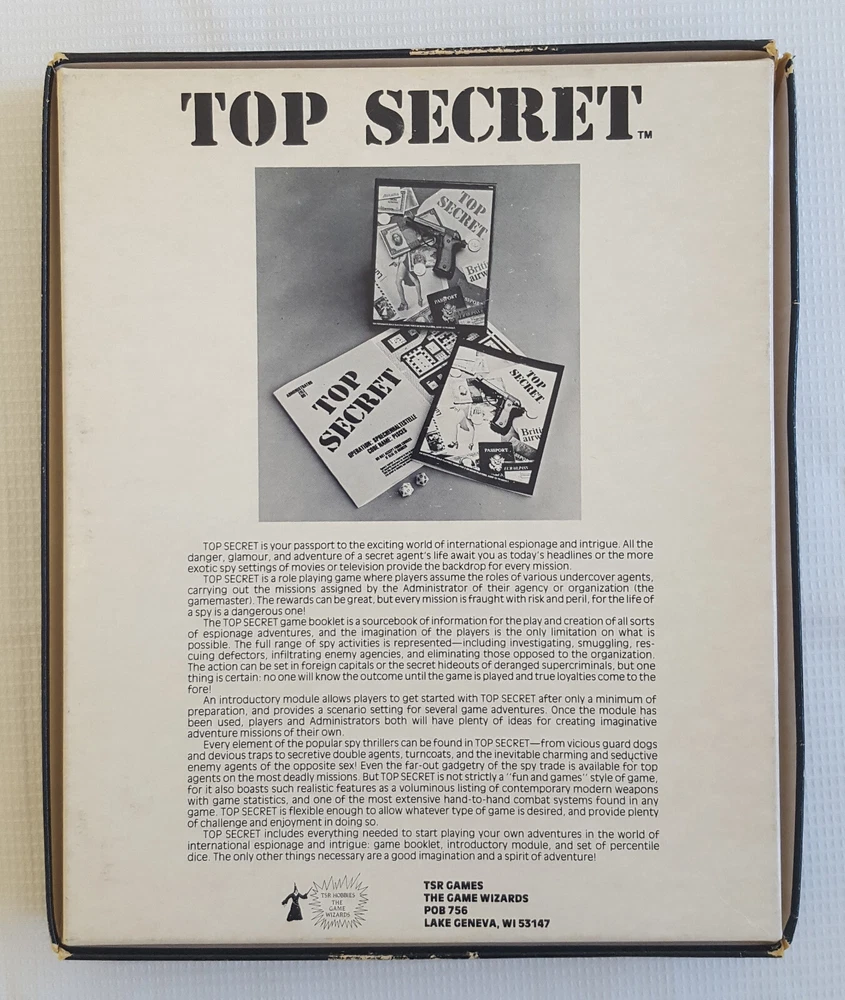 TOP SECRET™
TOP
SECRET
PASSPORT
ADMINISTRATOR
FILE
TOP
SECRET
OPERATION: SPRECHENHALTESTELLE
CODE NAME: PISCES
TOP
SECRET
PASSPORT
TOP SECRET is your passport to the exciting world of international espionage and intrigue. All the
danger, glamour, and adventure of a secret agent's life await you as today's headlines or the more
exotic spy settings of movies or television provide the backdrop for every mission.
TOP SECRET is a role playing game where players assume the roles of various undercover agents,
carrying out the missions assigned by the Administrator of their agency or organization (the
gamemaster). The rewards can be great, but every mission is fraught with risk and peril, for the life of
a spy is a dangerous one!
The TOP SECRET game booklet is a sourcebook of information for the play and creation of all sorts
of espionage adventures, and the imagination of the players is the only limitation on what is
possible. The full range of spy activities is represented—including investigating, smuggling, res-
cuing defectors, infiltrating enemy agencies, and eliminating those opposed to the organization.
The action can be set in foreign capitals or the secret hideouts of deranged supercriminals, but one
thing is certain: no one will know the outcome until the game is played and true loyalties come to the
fore!
An introductory module allows players to get started with TOP SECRET after only a minimum of
preparation, and provides a scenario setting for several game adventures. Once the module has
been used, players and Administrators both will have plenty of ideas for creating imaginative
adventure missions of their own.
Every element of the popular spy thrillers can be found in TOP SECRET—from vicious guard dogs
and devious traps to secretive double agents, turncoats, and the inevitable charming and seductive
enemy agents of the opposite sex! Even the far-out gadgetry of the spy trade is available for top
agents on the most deadly missions. But TOP SECRET is not strictly a "fun and games" style of game,
for it also boasts such realistic features as a voluminous listing of contemporary modern weapons
with game statistics, and one of the most extensive hand-to-hand combat systems found in any
game. TOP SECRET is flexible enough to allow whatever type of game is desired, and provide plenty
of challenge and enjoyment in doing so.
TOP SECRET includes everything needed to start playing your own adventures in the world of
international espionage and intrigue: game booklet, introductory module, and set of percentile
dice. The only other things necessary are a good imagination and a spirit of adventure!
TSR HOBBIES
THE
GAME
WIZARDS
TSR GAMES
THE GAME WIZARDS
POB 756
LAKE GENEVA, WI 53147